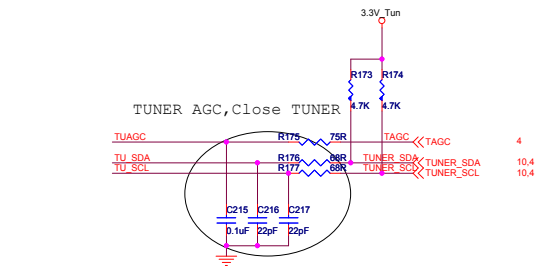 3.3V_Tun
R173 R174
4.7K 4.7K
TUNER AGC,Close TUNER
TUAGC R175 75R TAGC TAGC 4
TU_SDA R176 68R TUNER_SDA TUNER_SDA 10,4
TU_SCL R177 68R TUNER_SCL TUNER_SCL 10,4
C215 C216 C217
0.1uF 22pF 22pF